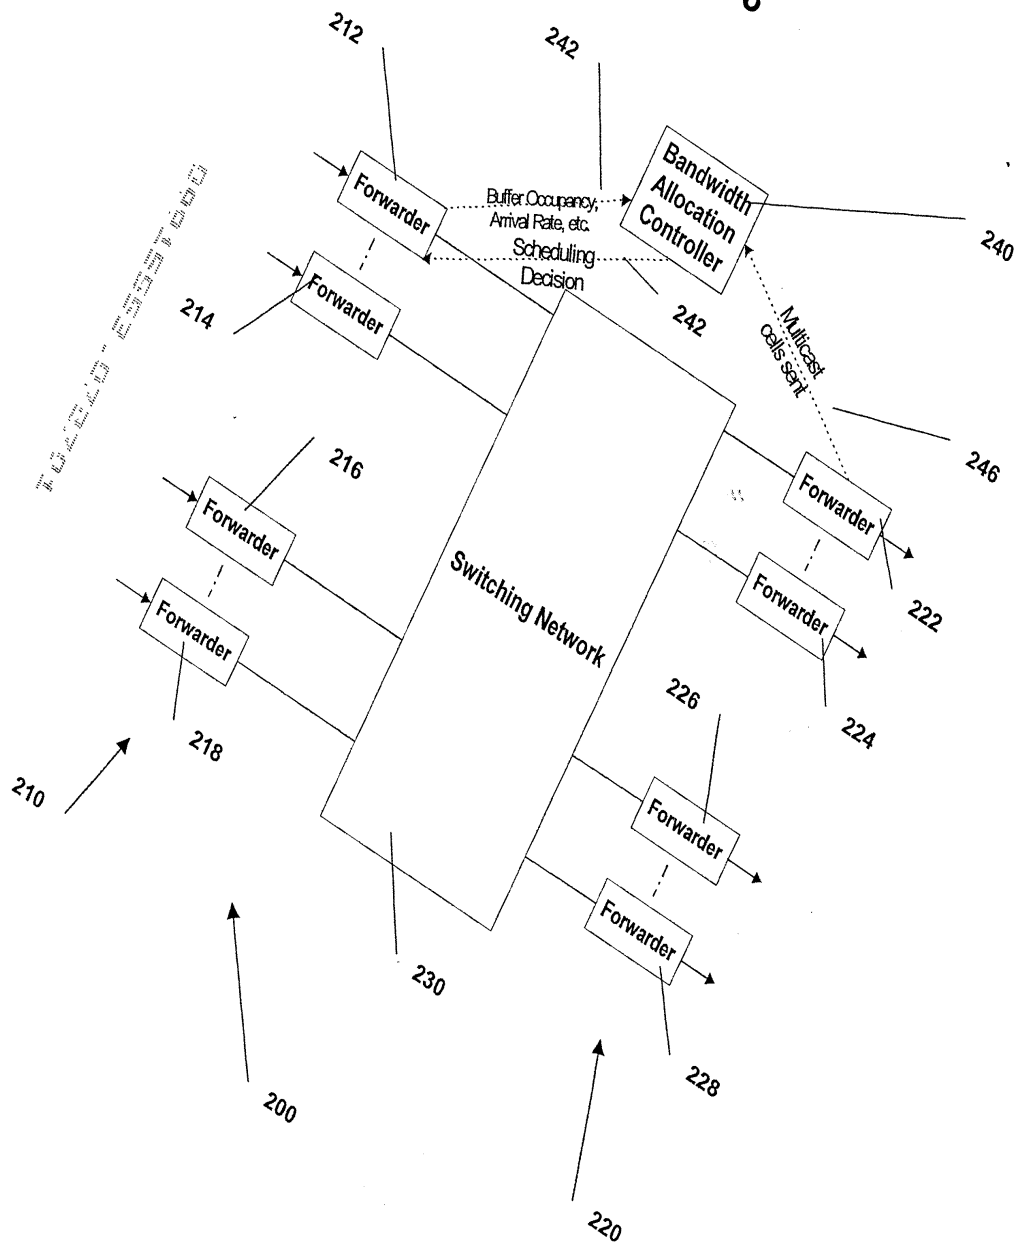 6
212
242
Forwarder
Buffer Occupancy,
Arrival Rate, etc.
Scheduling
Decision
Bandwidth
Allocation
Controller
240
Forwarder
214
242
Multicast
cells sent
246
216
Forwarder
Forwarder
222
Forwarder
224
Forwarder
218
210
Switching Network
226
Forwarder
Forwarder
228
230
200
220